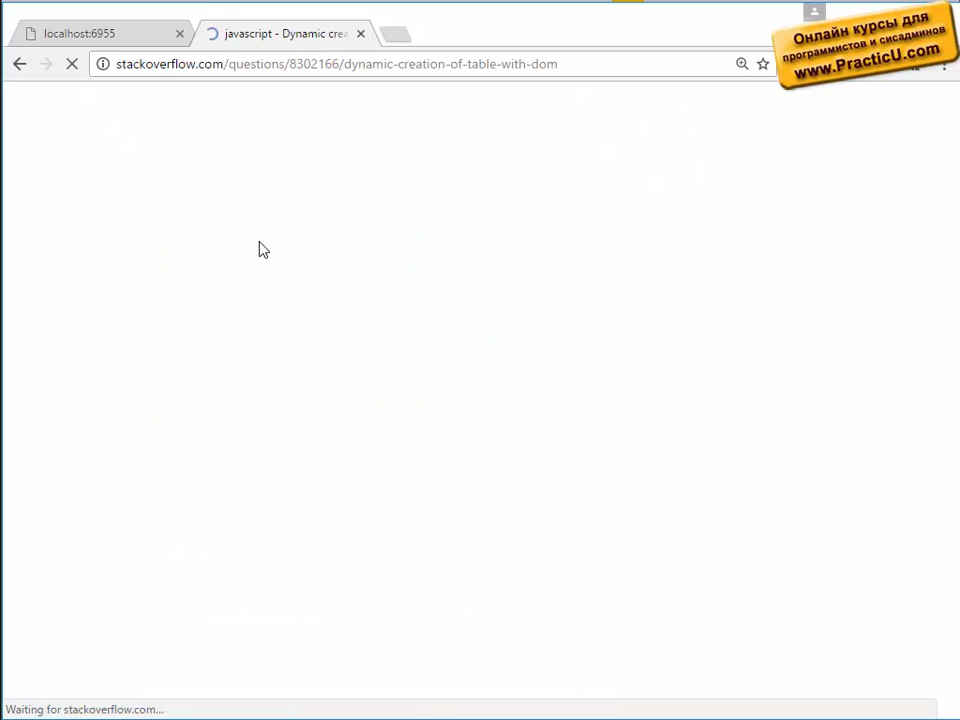 localhost:6955
javascript - Dynamic crea
stackoverflow.com/questions/8302166/dynamic-creation-of-table-with-dom
Онлайн курсы для
программистов и сисадминов
www.PracticU.com
Waiting for stackoverflow.com...